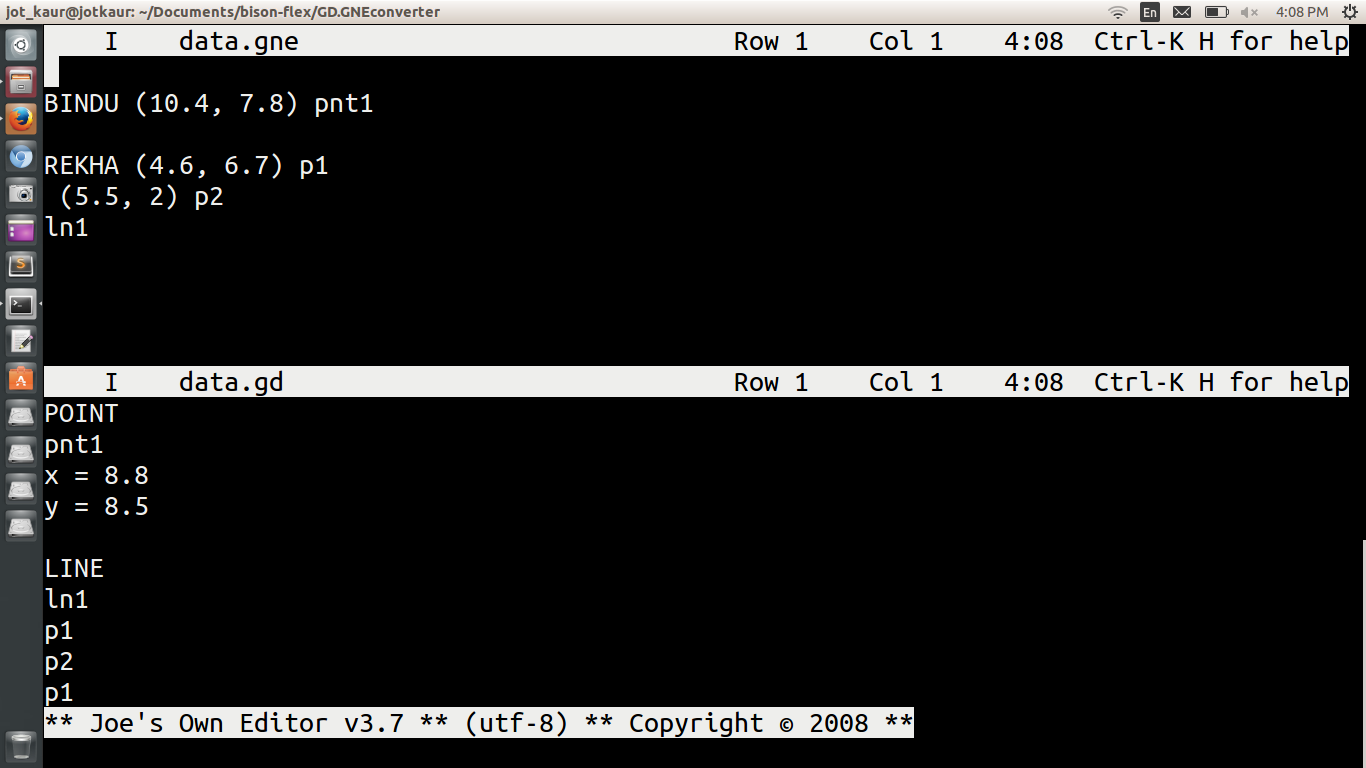 jot_kaur@jotkaur: ~/Documents/bison-flex/GD.GNEconverter En 4:08 PM
I data.gne Row 1 Col 1 4:08 Ctrl-K H for help
BINDU (10.4, 7.8) pnt1
REKHA (4.6, 6.7) p1
(5.5, 2) p2
ln1
I data.gd Row 1 Col 1 4:08 Ctrl-K H for help
POINT
pnt1
x = 8.8
y = 8.5
LINE
ln1
p1
p2
p1
** Joe's Own Editor v3.7 ** (utf-8) ** Copyright © 2008 **